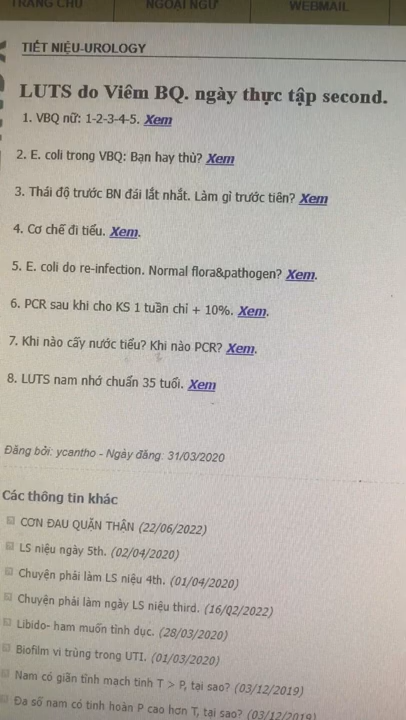 TRANG CHỦ NGOẠI NGỮ WEBMAIL
TIẾT NIỆU-UROLOGY
LUTS do Viêm BQ. ngày thực tập second.
1. VBQ nữ: 1-2-3-4-5. Xem
2. E. coli trong VBQ: Bạn hay thù? Xem
3. Thái độ trước BN đái lắt nhắt. Làm gì trước tiên? Xem
4. Cơ chế đi tiểu. Xem.
5. E. coli do re-infection. Normal flora&pathogen? Xem.
6. PCR sau khi cho KS 1 tuần chỉ + 10%. Xem.
7. Khi nào cấy nước tiểu? Khi nào PCR? Xem.
8. LUTS nam nhớ chuẩn 35 tuổi. Xem
Đăng bởi: ycantho - Ngày đăng: 31/03/2020
Các thông tin khác
CƠN ĐAU QUẶN THẬN (22/06/2022)
LS niệu ngày 5th. (02/04/2020)
Chuyện phải làm LS niệu 4th. (01/04/2020)
Chuyện phải làm ngày LS niệu third. (16/02/2022)
Libido- ham muốn tình dục. (28/03/2020)
Biofilm vi trùng trong UTI. (01/03/2020)
Nam có giãn tĩnh mạch tinh T > P, tại sao? (03/12/2019)
Đa số nam có tinh hoàn P cao hơn T, tại sao? (03/12/2019)